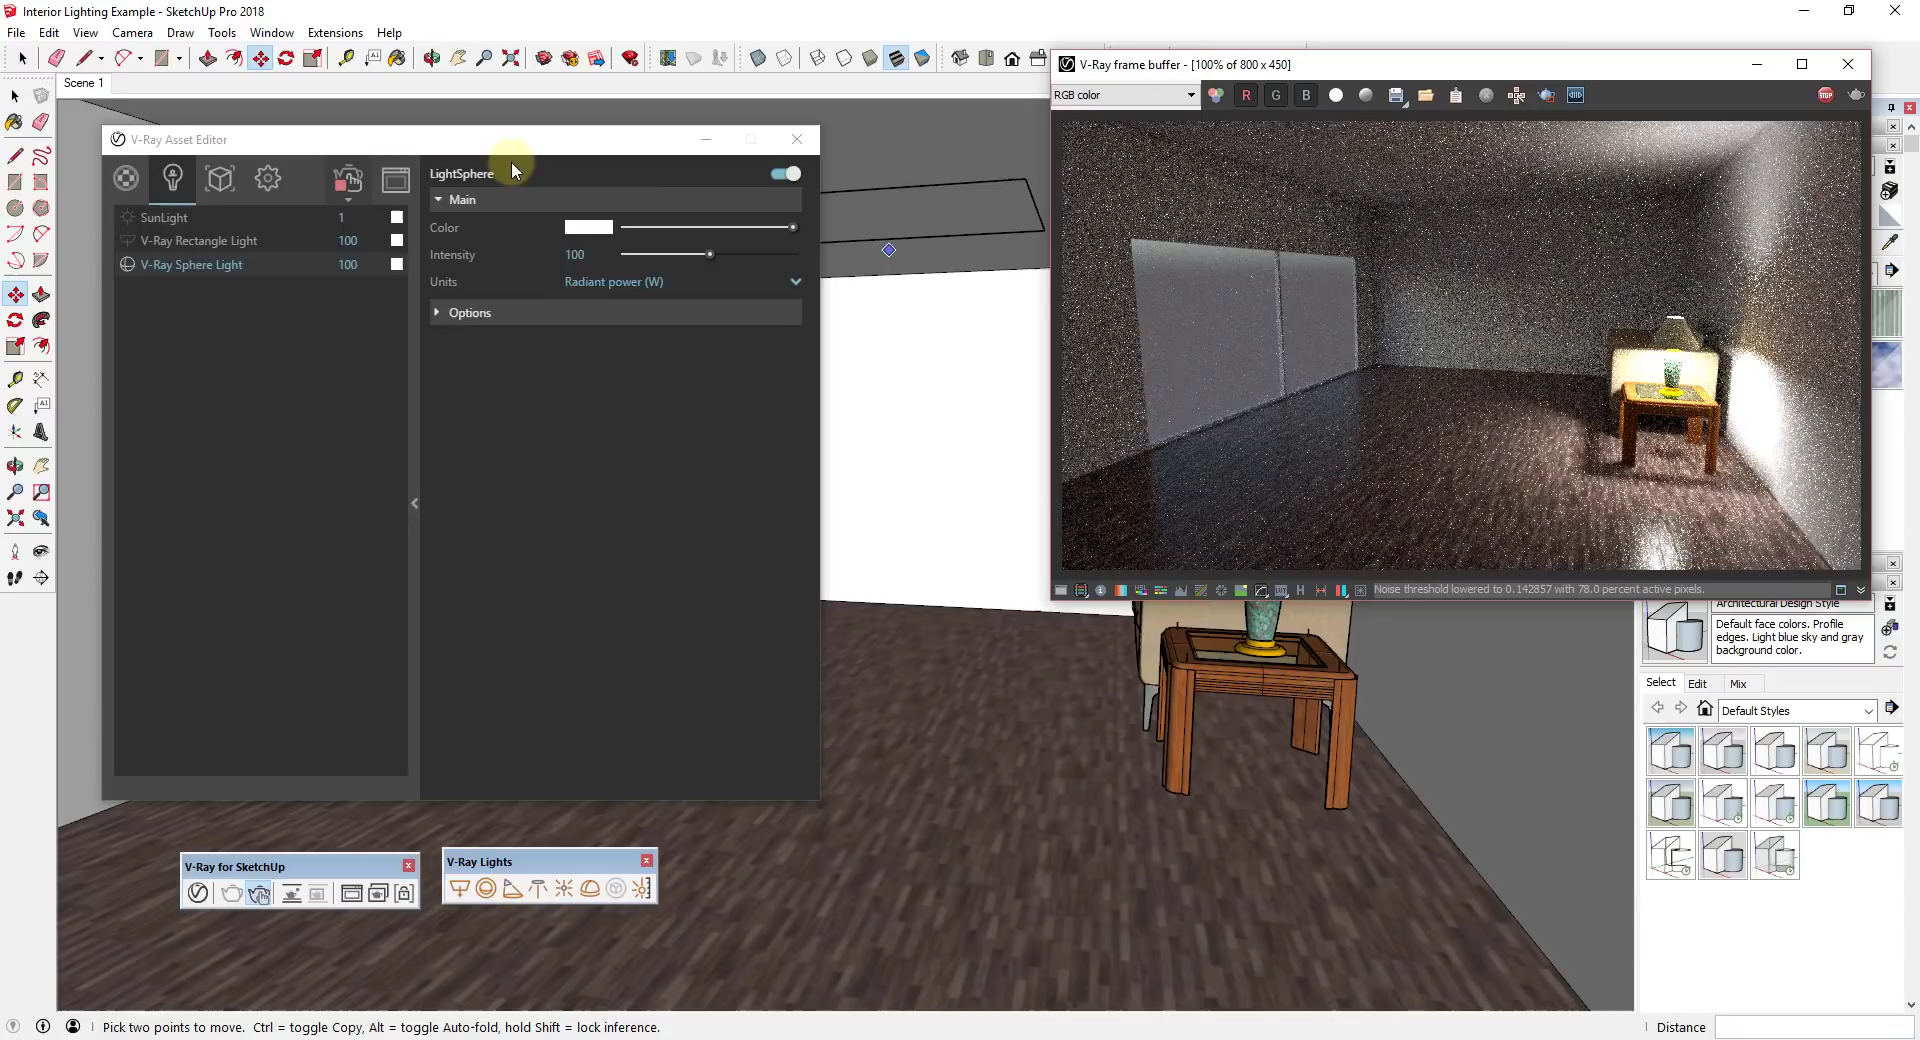 Interior Lighting Example - SketchUp Pro 2018
File Edit View Camera Draw Tools Window Extensions Help
Scene 1
V-Ray Asset Editor
SunLight 1
V-Ray Rectangle Light 100
V-Ray Sphere Light 100
LightSphere
Main
Color
Intensity 100
Units Radiant power (W)
Options
V-Ray frame buffer - [100% of 800 x 450]
RGB color
R G B
STOP
HSL
H
Noise threshold lowered to 0.142857 with 78.0 percent active pixels.
Architectural Design Style
Default face colors. Profile
edges. Light blue sky and gray
background color.
Select Edit Mix
Default Styles
V-Ray for SketchUp
V-Ray Lights
Pick two points to move. Ctrl = toggle Copy, Alt = toggle Auto-fold, hold Shift = lock inference.
Distance